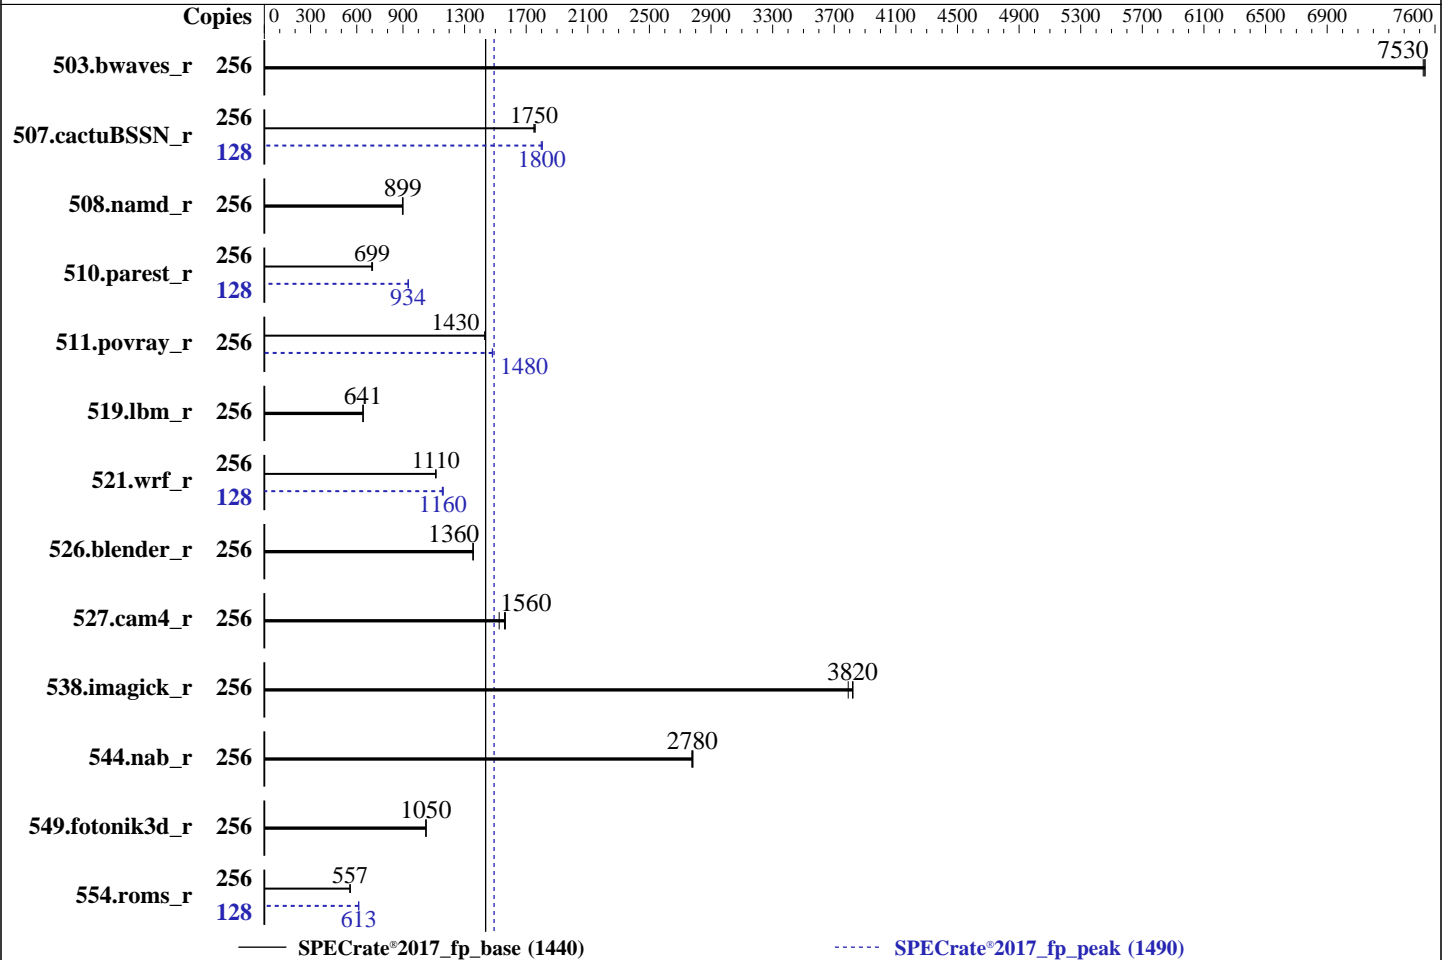 Copies 0 300 600 900 1300 1700 2100 2500 2900 3300 3700 4100 4500 4900 5300 5700 6100 6500 6900 7600
503.bwaves_r 256 7530
507.cactuBSSN_r 256 1750
128 1800
508.namd_r 256 899
510.parest_r 256 699
128 934
511.povray_r 256 1430
1480
519.lbm_r 256 641
521.wrf_r 256 1110
128 1160
526.blender_r 256 1360
527.cam4_r 256 1560
538.imagick_r 256 3820
544.nab_r 256 2780
549.fotonik3d_r 256 1050
554.roms_r 256 557
128 613
SPECrate®2017_fp_base (1440) SPECrate®2017_fp_peak (1490)